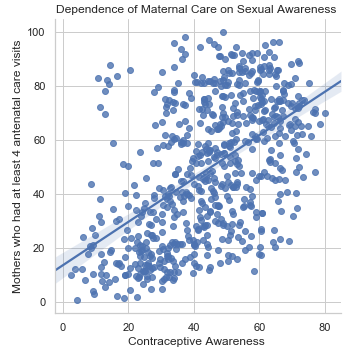 Dependence of Maternal Care on Sexual Awareness
Mothers who had at least 4 antenatal care visits
100
80
60
40
20
0
0 20 40 60 80
Contraceptive Awareness